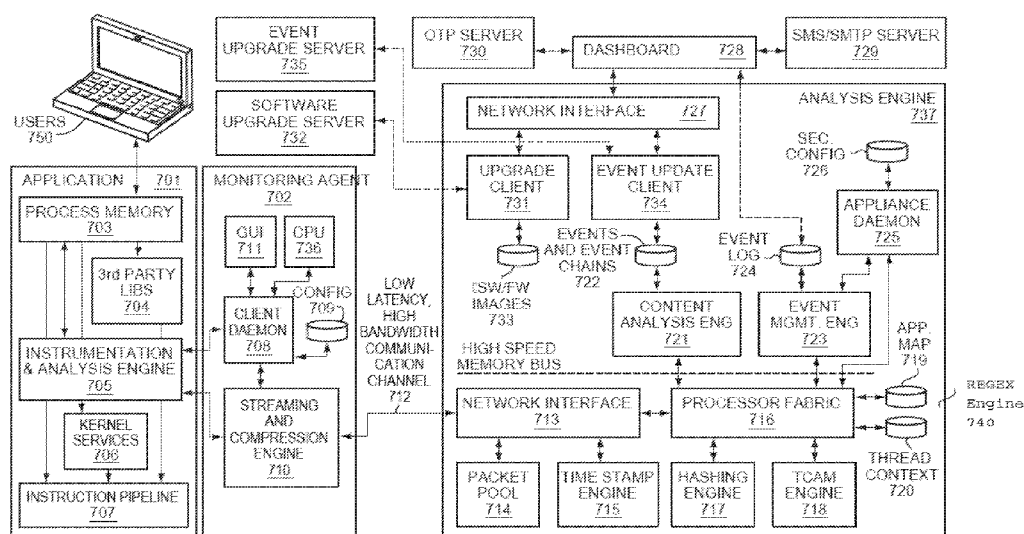 EVENT
UPGRADE SERVER
735
OTP SERVER
730
DASHBOARD 728
SMS/SMTP SERVER
729
SOFTWARE
UPGRADE SERVER
732
USERS
750
NETWORK INTERFACE 727
ANALYSIS ENGINE
737
UPGRADE
CLIENT
731
EVENT UPDATE
CLIENT
734
SEC.
CONFIG
726
APPLIANCE
DAEMON
725
EVENTS
AND EVENT
CHAINS
722
EVENT
LOG
724
SW/FW
IMAGES
733
CONTENT
ANALYSIS ENG
721
EVENT
MGMT. ENG
723
HIGH SPEED
MEMORY BUS
APP.
MAP
719
APPLICATION 701
PROCESS MEMORY
703
3rd PARTY
LIBS
704
INSTRUMENTATION
& ANALYSIS ENGINE
705
KERNEL
SERVICES
706
INSTRUCTION PIPELINE
707
MONITORING AGENT
702
GUI
711
CPU
736
CONFIG
709
CLIENT
DAEMON
708
STREAMING
AND
COMPRESSION
ENGINE
710
LOW
LATENCY,
HIGH
BANDWIDTH
COMMUNI-
CATION
CHANNEL
712
NETWORK INTERFACE
713
PROCESSOR FABRIC
716
THREAD
CONTEXT
720
REGEX
Engine
740
PACKET
POOL
714
TIME STAMP
ENGINE
715
HASHING
ENGINE
717
TCAM
ENGINE
718